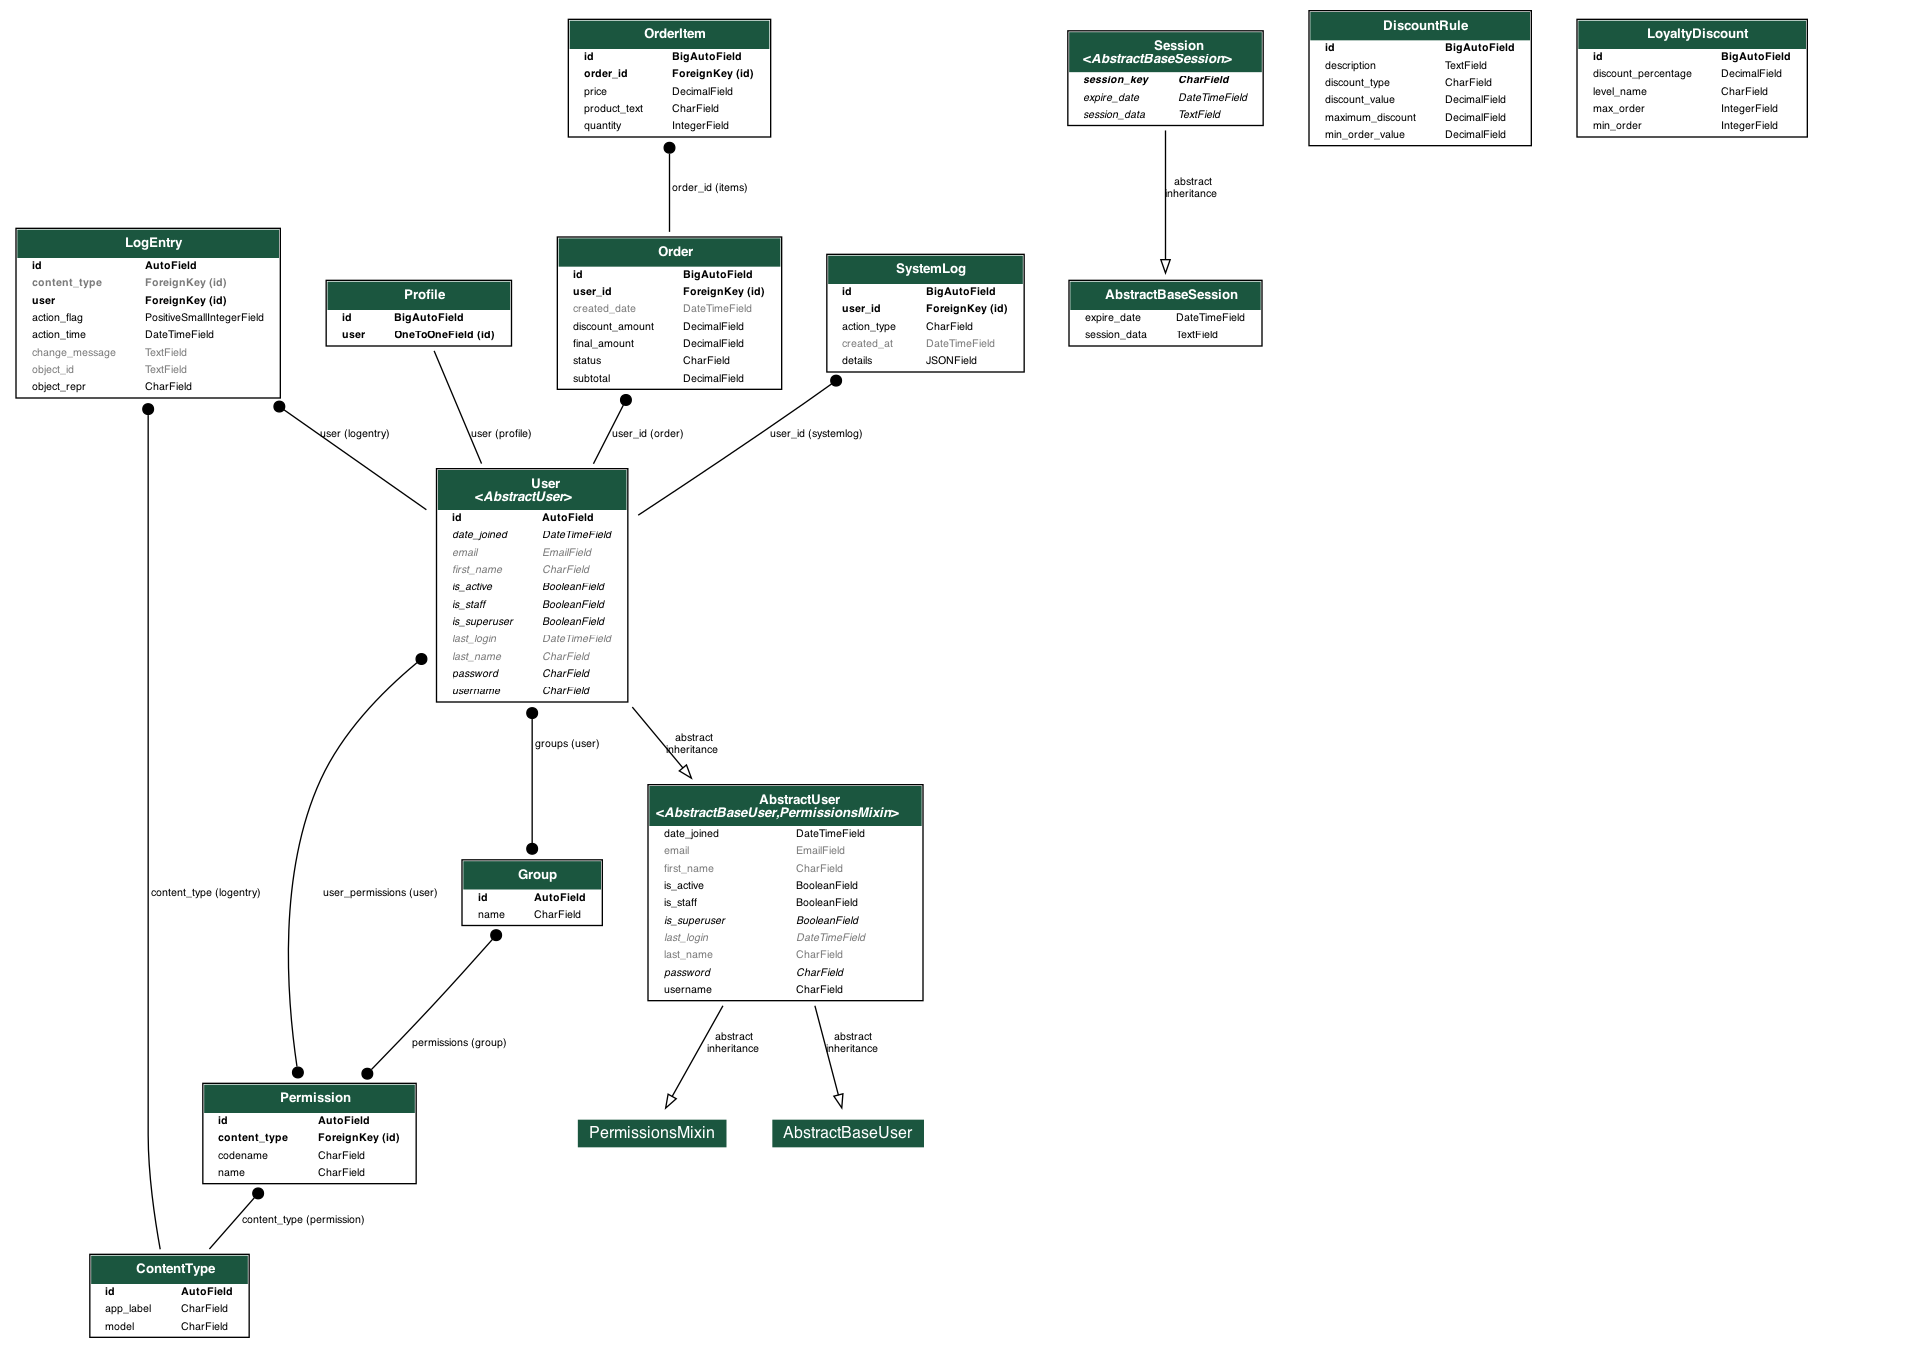 OrderItem
id BigAutoField
order_id ForeignKey (id)
price DecimalField
product_text CharField
quantity IntegerField
Session
<AbstractBaseSession>
session_key CharField
expire_date DateTimeField
session_data TextField
DiscountRule
id BigAutoField
description TextField
discount_type CharField
discount_value DecimalField
maximum_discount DecimalField
min_order_value DecimalField
LoyaltyDiscount
id BigAutoField
discount_percentage DecimalField
level_name CharField
max_order IntegerField
min_order IntegerField
order_id (items)
abstract
inheritance
LogEntry
id AutoField
content_type ForeignKey (id)
user ForeignKey (id)
action_flag PositiveSmallIntegerField
action_time DateTimeField
change_message TextField
object_id TextField
object_repr CharField
Profile
id BigAutoField
user OneToOneField (id)
Order
id BigAutoField
user_id ForeignKey (id)
created_date DateTimeField
discount_amount DecimalField
final_amount DecimalField
status CharField
subtotal DecimalField
SystemLog
id BigAutoField
user_id ForeignKey (id)
action_type CharField
created_at DateTimeField
details JSONField
AbstractBaseSession
expire_date DateTimeField
session_data TextField
user (logentry)
user (profile)
user_id (order)
user_id (systemlog)
User
<AbstractUser>
id AutoField
date_joined DateTimeField
email EmailField
first_name CharField
is_active BooleanField
is_staff BooleanField
is_superuser BooleanField
last_login DateTimeField
last_name CharField
password CharField
username CharField
groups (user)
abstract
inheritance
AbstractUser
<AbstractBaseUser,PermissionsMixin>
date_joined DateTimeField
email EmailField
first_name CharField
is_active BooleanField
is_staff BooleanField
is_superuser BooleanField
last_login DateTimeField
last_name CharField
password CharField
username CharField
content_type (logentry)
user_permissions (user)
Group
id AutoField
name CharField
permissions (group)
abstract
inheritance
abstract
inheritance
Permission
id AutoField
content_type ForeignKey (id)
codename CharField
name CharField
PermissionsMixin
AbstractBaseUser
content_type (permission)
ContentType
id AutoField
app_label CharField
model CharField